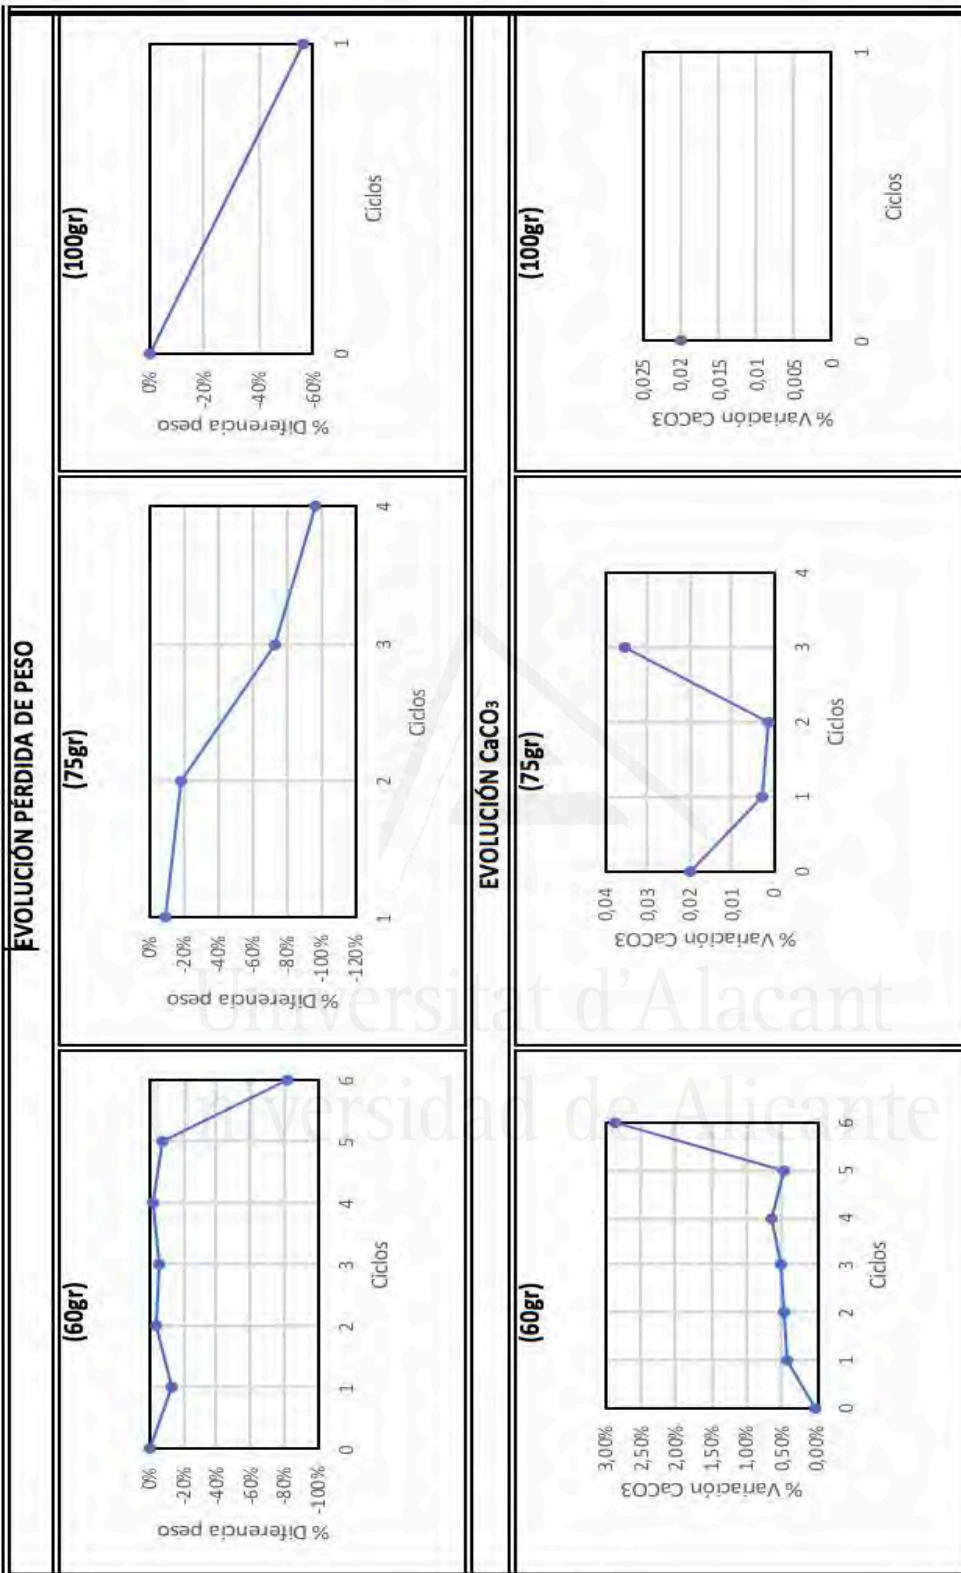 EVOLUCIÓN PÉRDIDA DE PESO
(60gr)
% Diferencia peso
0%
-20%
-40%
-60%
-80%
-100%
0 1 2 3 4 5 6
Ciclos
(75gr)
% Diferencia peso
0%
-20%
-40%
-60%
-80%
-100%
-120%
1 2 3 4
Ciclos
(100gr)
% Diferencia peso
0%
-20%
-40%
-60%
0 1
Ciclos
EVOLUCIÓN CaCO₃
(60gr)
% Variación CaCO3
3,00%
2,50%
2,00%
1,50%
1,00%
0,50%
0,00%
0 1 2 3 4 5 6
Ciclos
(75gr)
% Variación CaCO3
0,04
0,03
0,02
0,01
0
0 1 2 3 4
Ciclos
(100gr)
% Variación CaCO3
0,025
0,02
0,015
0,01
0,005
0
0 1
Ciclos
Universitat d'Alacant
Universidad de Alicante